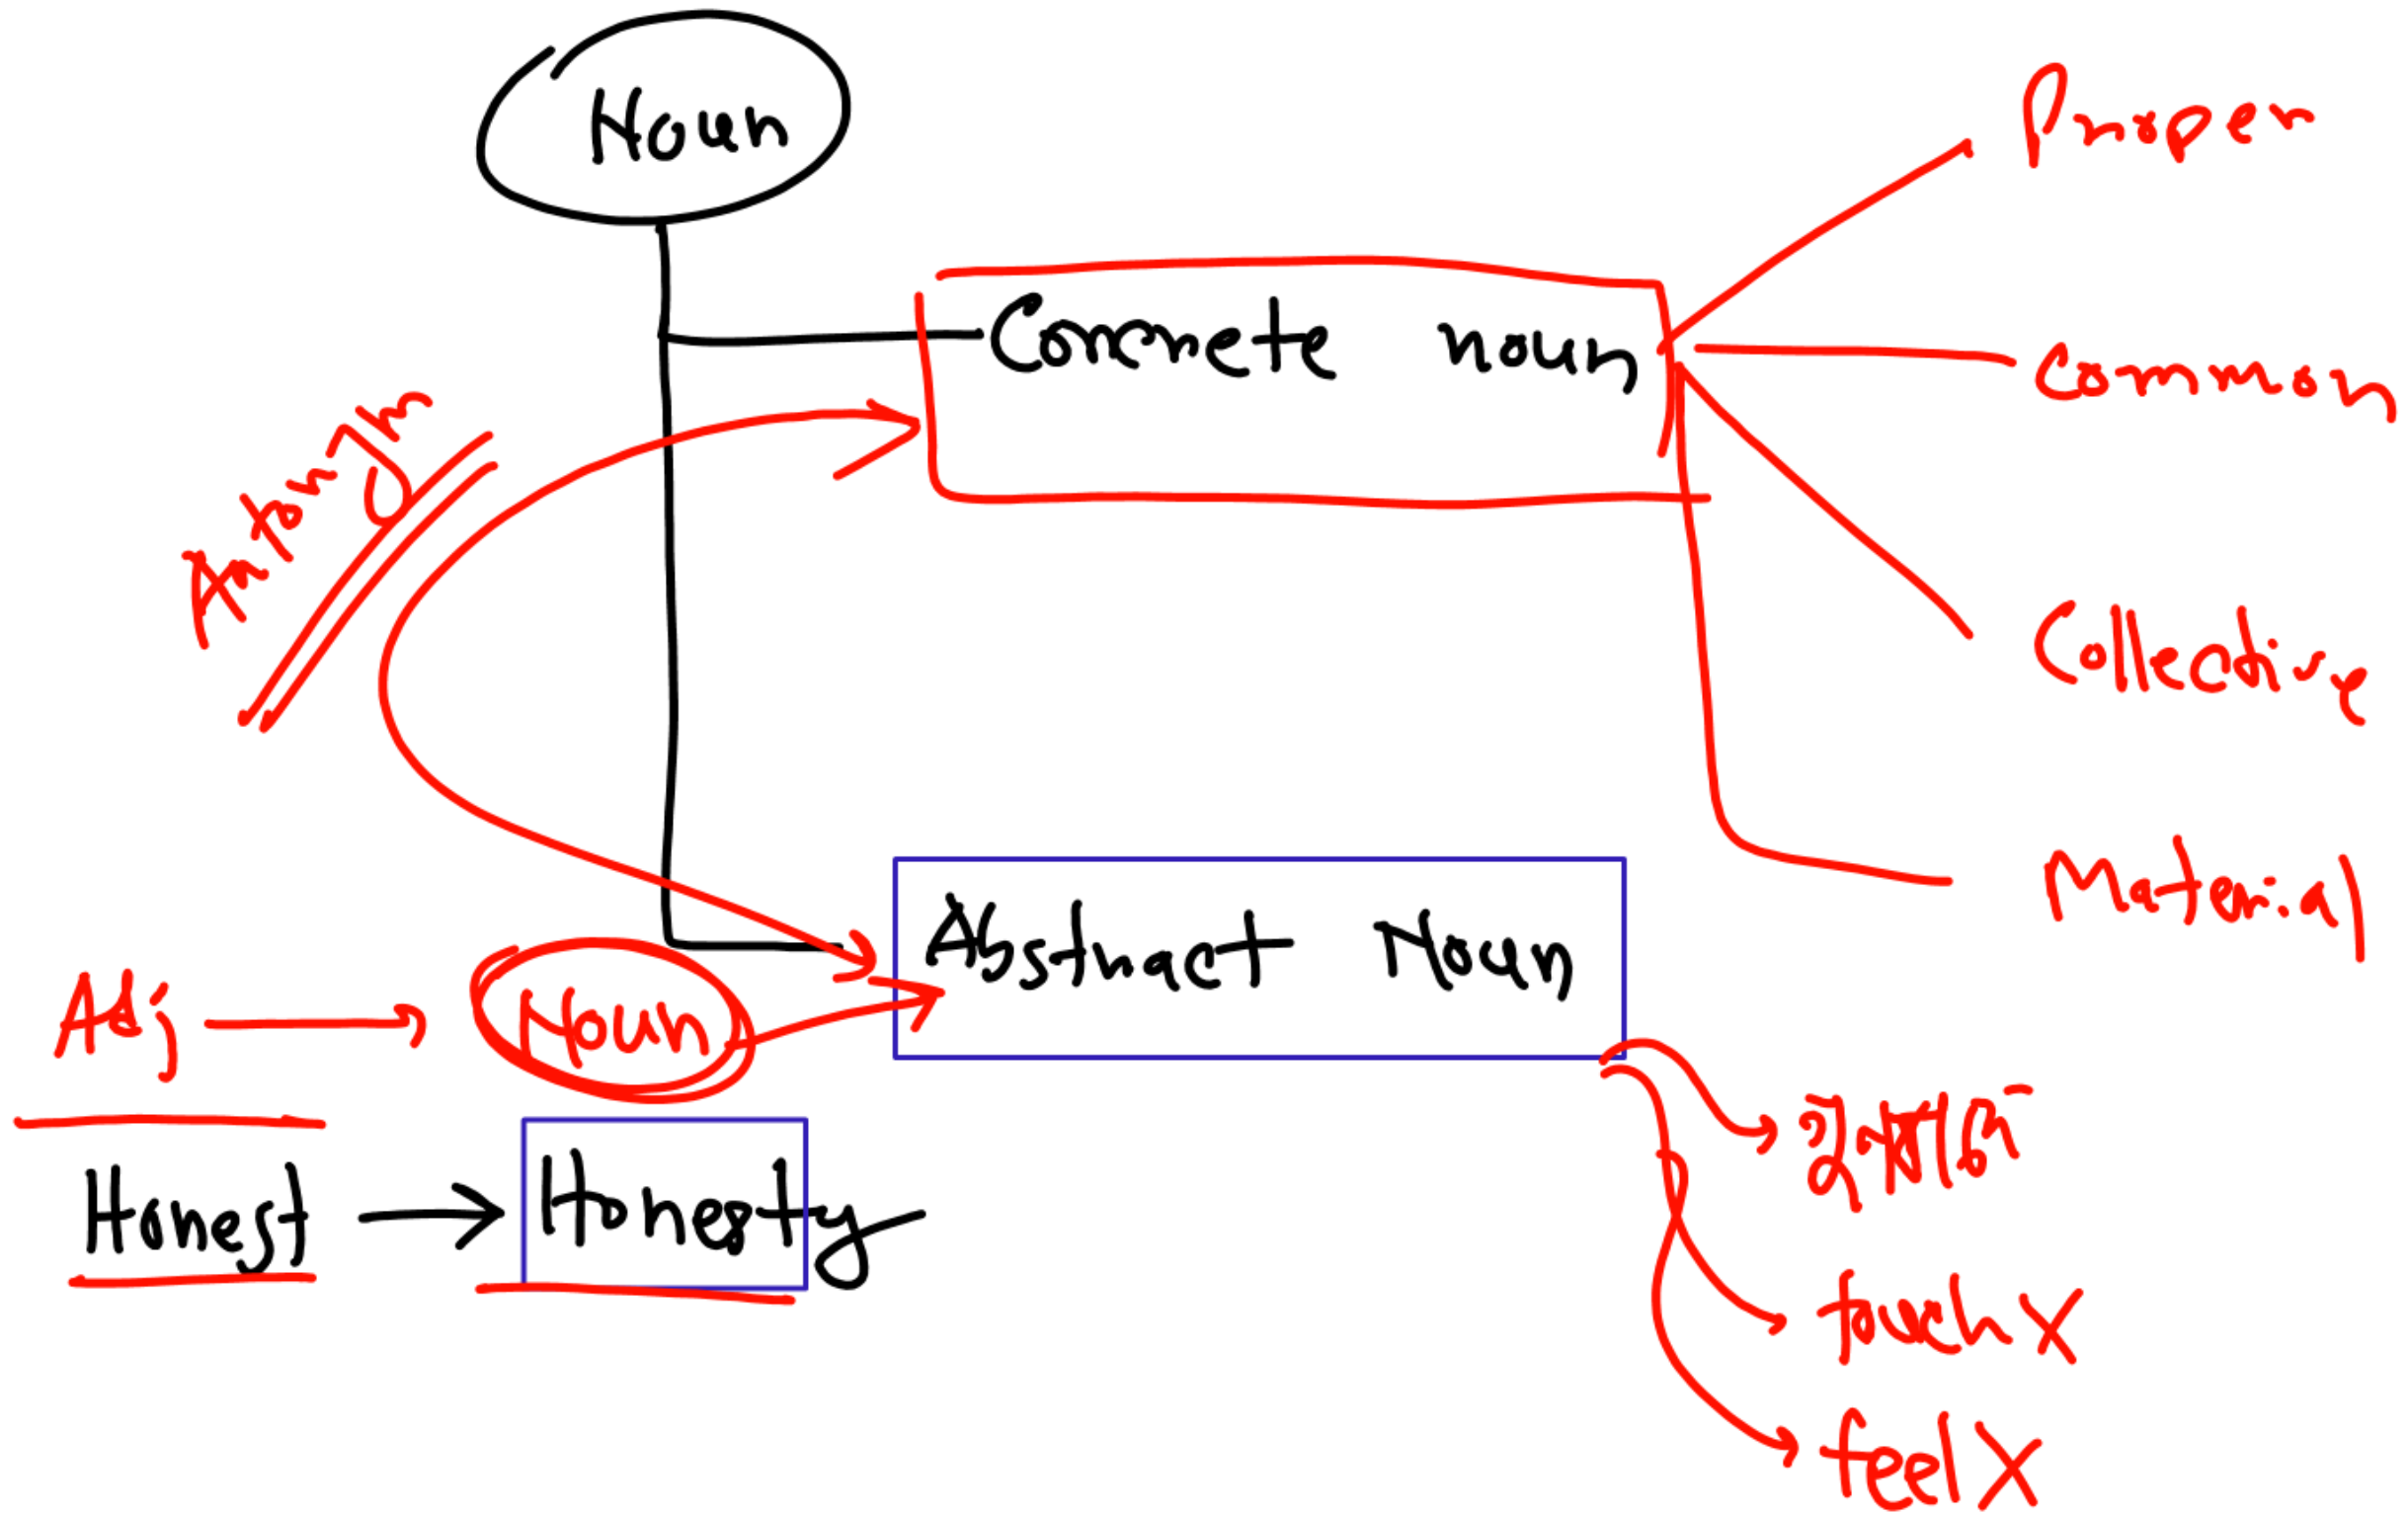 Noun
Proper
Concrete noun
Common
Antonym
Collective
Material
Abstract Noun
Adj → Noun
Honest → Honesty
touch X
feel X